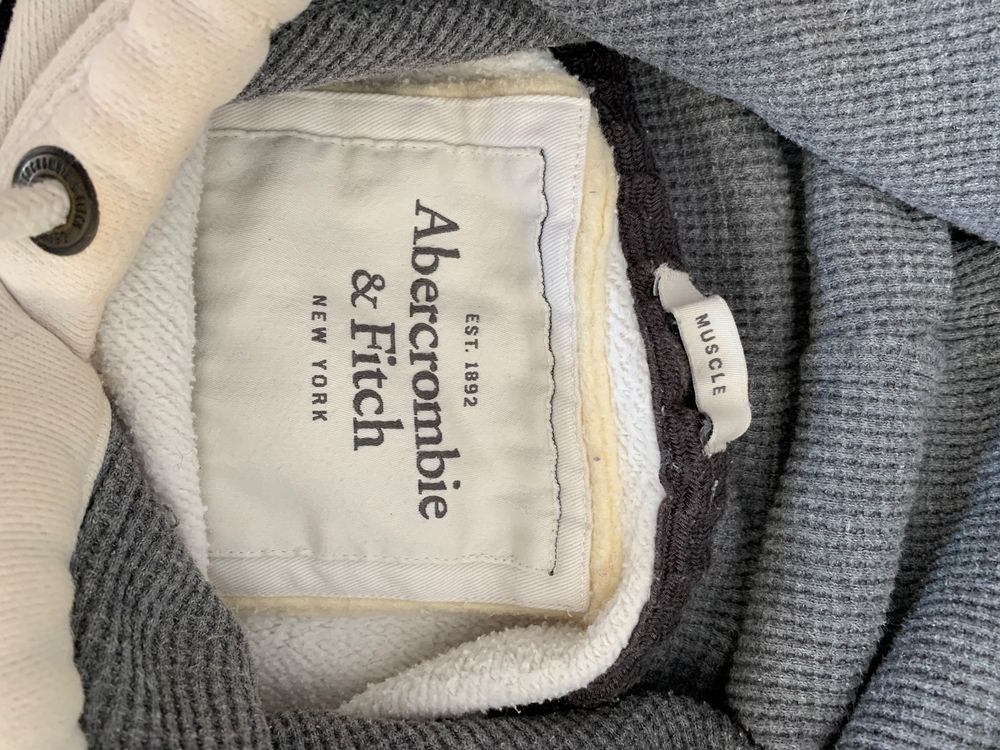 EST. 1892
Abercrombie
& Fitch
NEW YORK
MUSCLE